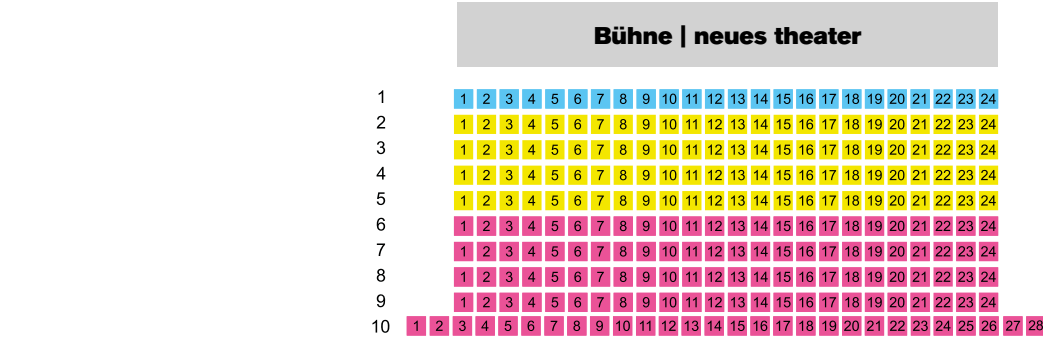 Bühne | neues theater
1 1 2 3 4 5 6 7 8 9 10 11 12 13 14 15 16 17 18 19 20 21 22 23 24
2 1 2 3 4 5 6 7 8 9 10 11 12 13 14 15 16 17 18 19 20 21 22 23 24
3 1 2 3 4 5 6 7 8 9 10 11 12 13 14 15 16 17 18 19 20 21 22 23 24
4 1 2 3 4 5 6 7 8 9 10 11 12 13 14 15 16 17 18 19 20 21 22 23 24
5 1 2 3 4 5 6 7 8 9 10 11 12 13 14 15 16 17 18 19 20 21 22 23 24
6 1 2 3 4 5 6 7 8 9 10 11 12 13 14 15 16 17 18 19 20 21 22 23 24
7 1 2 3 4 5 6 7 8 9 10 11 12 13 14 15 16 17 18 19 20 21 22 23 24
8 1 2 3 4 5 6 7 8 9 10 11 12 13 14 15 16 17 18 19 20 21 22 23 24
9 1 2 3 4 5 6 7 8 9 10 11 12 13 14 15 16 17 18 19 20 21 22 23 24
10 1 2 3 4 5 6 7 8 9 10 11 12 13 14 15 16 17 18 19 20 21 22 23 24 25 26 27 28